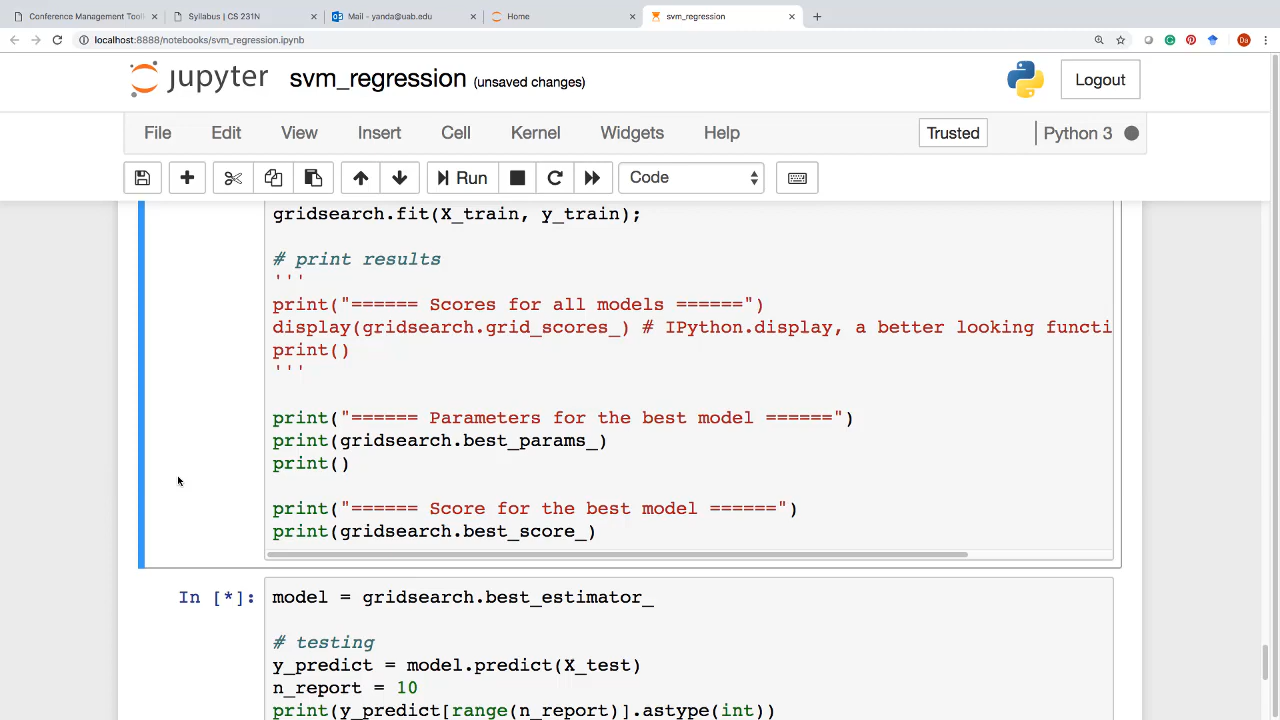 Conference Management Tool
Syllabus | CS 231N
Mail - yanda@uab.edu
Home
svm_regression
localhost:8888/notebooks/svm_regression.ipynb
Da
jupyter svm_regression (unsaved changes)
Logout
File Edit View Insert Cell Kernel Widgets Help
Trusted
Python 3
Run
Code
gridsearch.fit(X_train, y_train);
# print results
'''
print("====== Scores for all models ======")
display(gridsearch.grid_scores_) # IPython.display, a better looking functi
print()
'''
print("====== Parameters for the best model ======")
print(gridsearch.best_params_)
print()
print("====== Score for the best model ======")
print(gridsearch.best_score_)
In [*]: model = gridsearch.best_estimator_
# testing
y_predict = model.predict(X_test)
n_report = 10
print(y_predict[range(n_report)].astype(int))